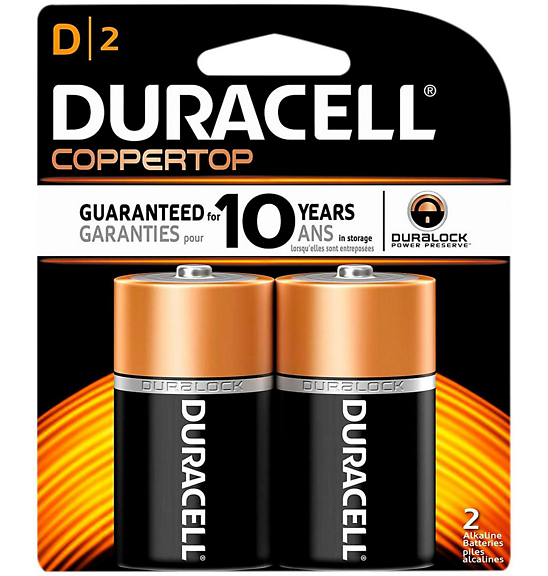 D|2
DURACELL®
COPPERTOP
GUARANTEED for 10 YEARS
GARANTIES pour ANS in storage
lorsqu'elles sont entreposées
DURALOCK
POWER PRESERVE™
DURALOCK
DURALOCK
DURACELL®
DURACELL®
2
Alkaline
Batteries
piles
alcalines